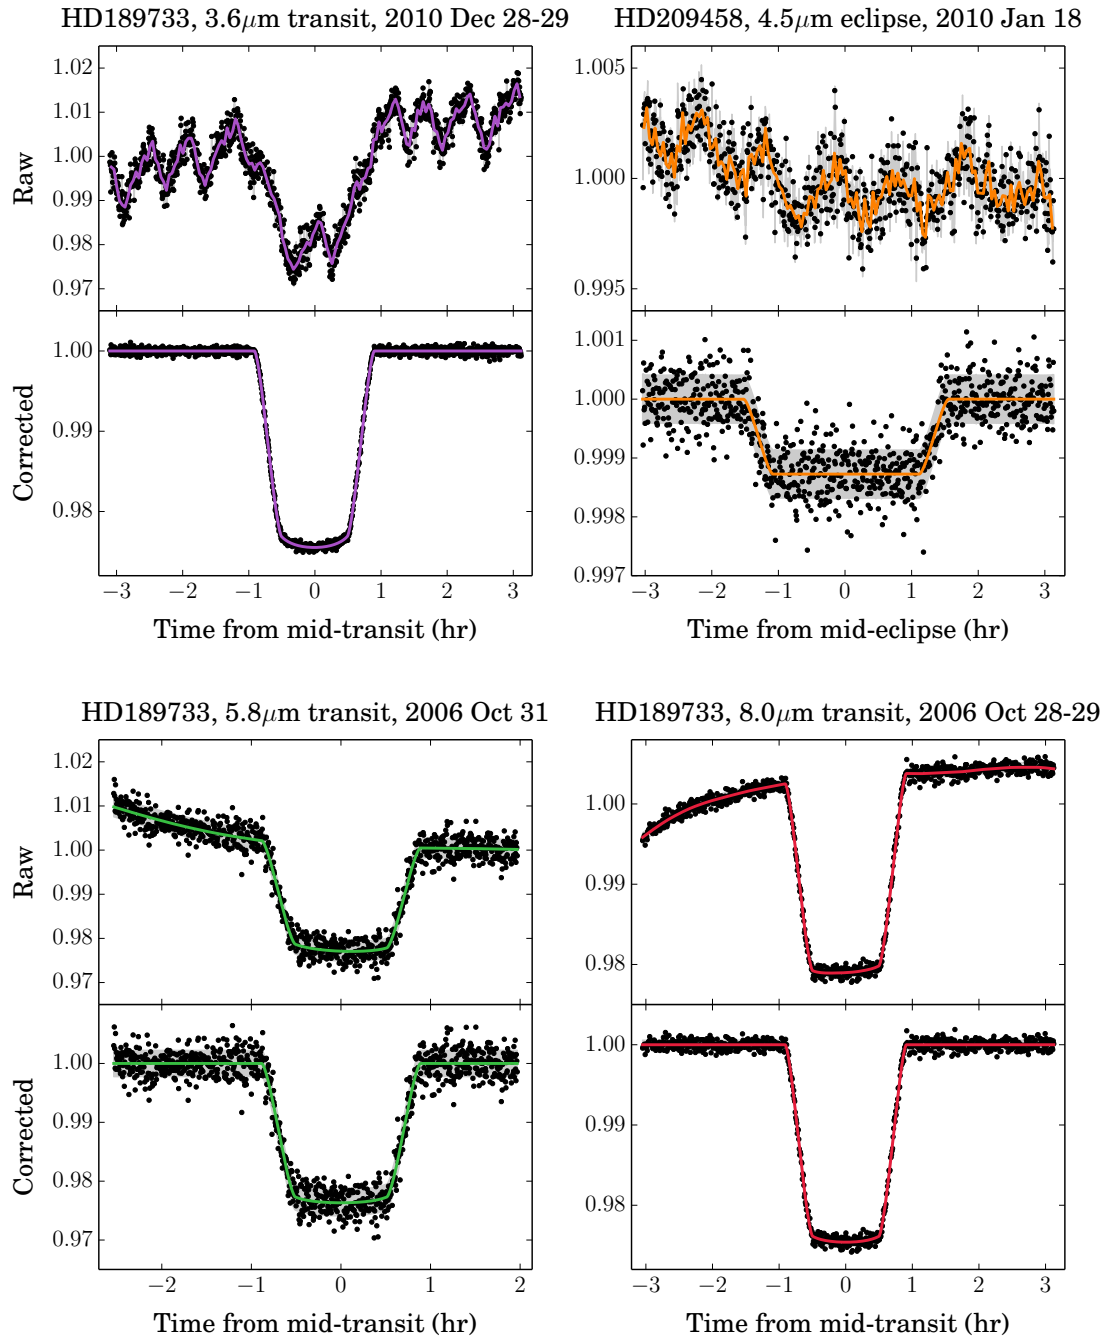 HD189733, 3.6μm transit, 2010 Dec 28-29
1.02
1.01
1.00
0.99
0.98
0.97
Raw
1.00
0.99
0.98
Corrected
−3 −2 −1 0 1 2 3
Time from mid-transit (hr)
HD209458, 4.5μm eclipse, 2010 Jan 18
1.005
1.000
0.995
1.001
1.000
0.999
0.998
0.997
−3 −2 −1 0 1 2 3
Time from mid-eclipse (hr)
HD189733, 5.8μm transit, 2006 Oct 31
1.02
1.01
1.00
0.99
0.98
0.97
Raw
1.00
0.99
0.98
0.97
Corrected
−2 −1 0 1 2
Time from mid-transit (hr)
HD189733, 8.0μm transit, 2006 Oct 28-29
1.00
0.99
0.98
1.00
0.99
0.98
−3 −2 −1 0 1 2 3
Time from mid-transit (hr)